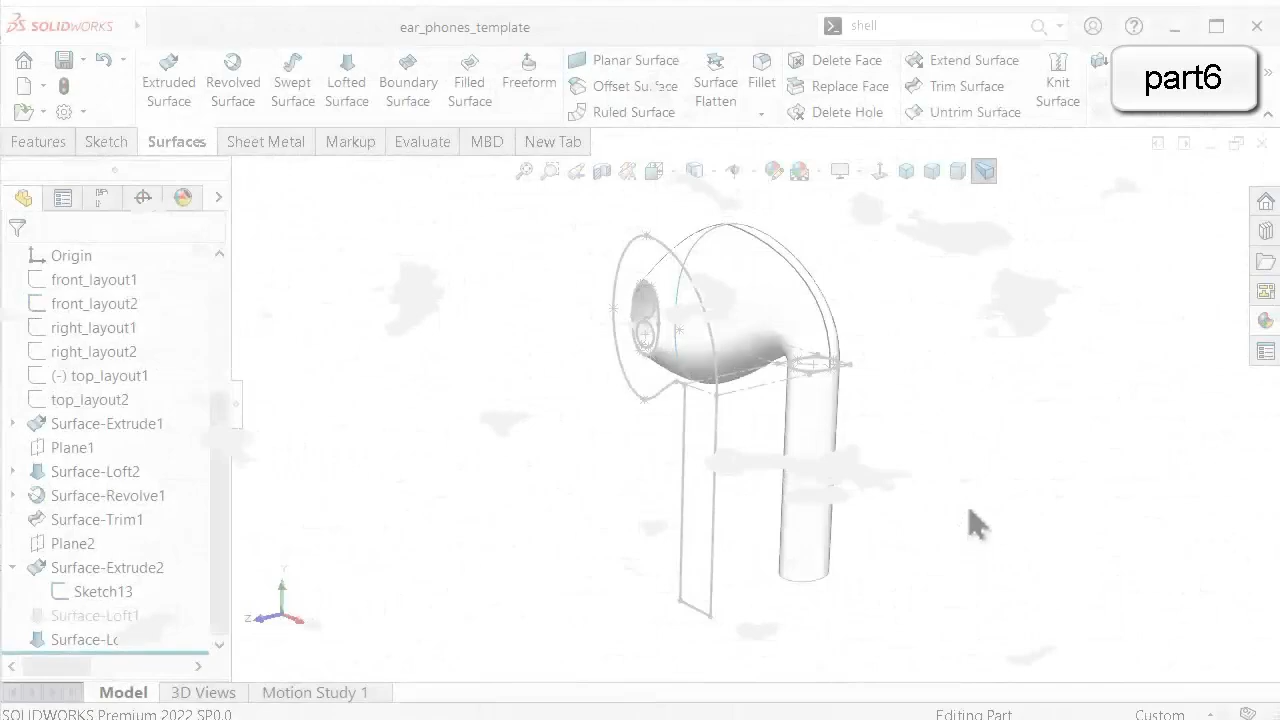 SOLIDWORKS
ear_phones_template
shell
part6
Extruded Surface
Revolved Surface
Swept Surface
Lofted Surface
Boundary Surface
Filled Surface
Freeform
Planar Surface
Offset Surface
Ruled Surface
Surface Flatten
Fillet
Delete Face
Replace Face
Delete Hole
Extend Surface
Trim Surface
Untrim Surface
Knit Surface
Features
Sketch
Surfaces
Sheet Metal
Markup
Evaluate
MBD
New Tab
Origin
front_layout1
front_layout2
right_layout1
right_layout2
(-) top_layout1
top_layout2
Surface-Extrude1
Plane1
Surface-Loft2
Surface-Revolve1
Surface-Trim1
Plane2
Surface-Extrude2
Sketch13
Surface-Loft1
Surface-Lo
Y
Z
Model
3D Views
Motion Study 1
SOLIDWORKS Premium 2022 SP0.0
Editing Part
Custom